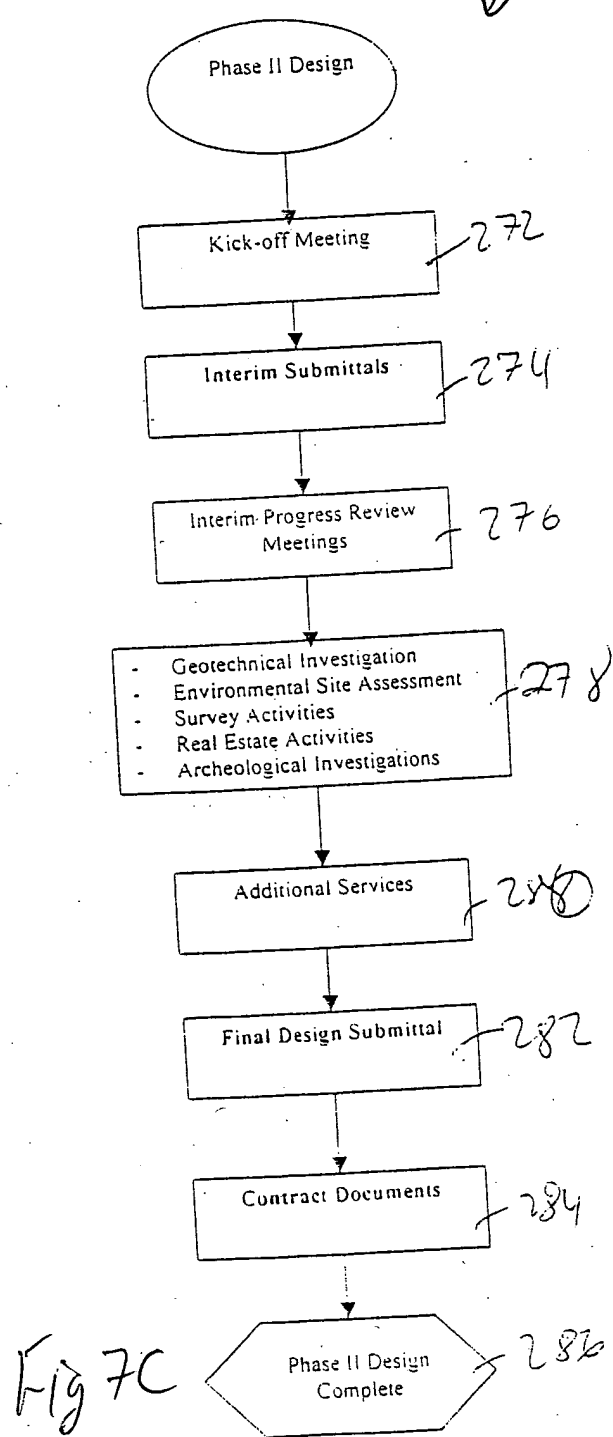 Phase II Design
Kick-off Meeting
272
Interim Submittals
274
Interim Progress Review
Meetings
276
- Geotechnical Investigation
- Environmental Site Assessment
- Survey Activities
- Real Estate Activities
- Archeological Investigations
278
Additional Services
Final Design Submittal
282
Contract Documents
284
Phase II Design
Complete
286
Fig 7C